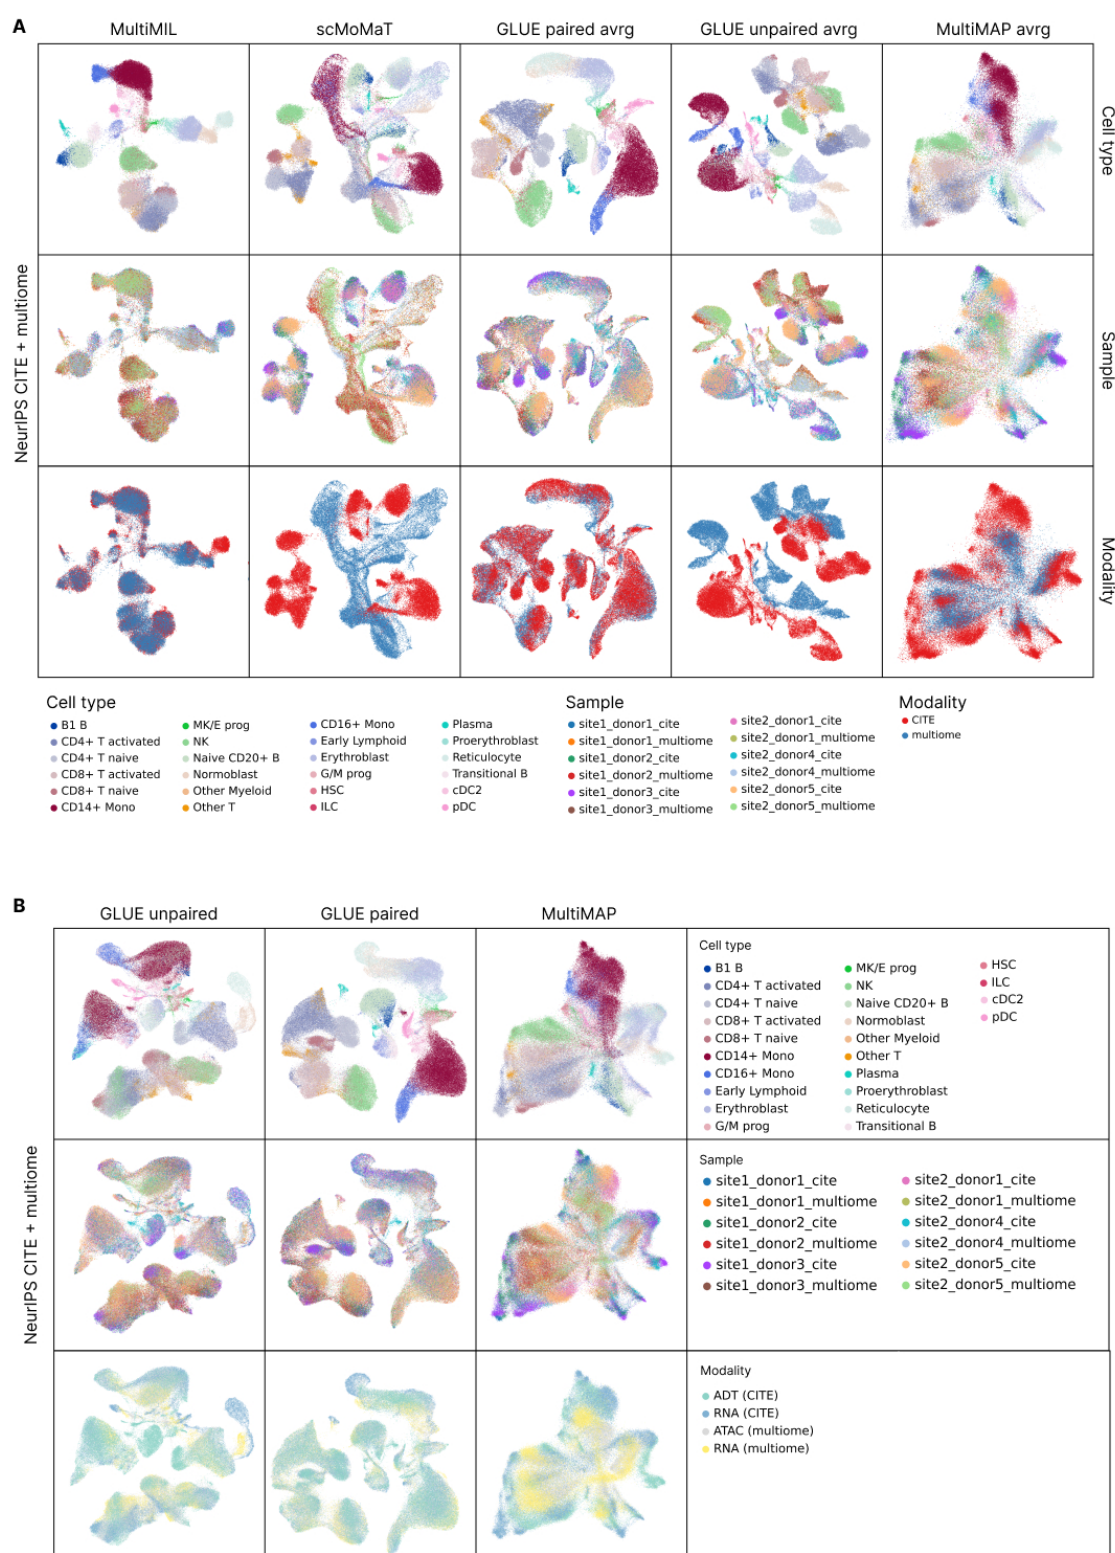 A
MultiMIL
scMoMaT
GLUE paired avrg
GLUE unpaired avrg
MultiMAP avrg
NeurIPS CITE + multiome
Cell type
Sample
Modality
Cell type
B1 B
CD4+ T activated
CD4+ T naive
CD8+ T activated
CD8+ T naive
CD14+ Mono
MK/E prog
NK
Naive CD20+ B
Normoblast
Other Myeloid
Other T
CD16+ Mono
Early Lymphoid
Erythroblast
G/M prog
HSC
ILC
Plasma
Proerythroblast
Reticulocyte
Transitional B
cDC2
pDC
Sample
site1_donor1_cite
site1_donor1_multiome
site1_donor2_cite
site1_donor2_multiome
site1_donor3_cite
site1_donor3_multiome
site2_donor1_cite
site2_donor1_multiome
site2_donor4_cite
site2_donor4_multiome
site2_donor5_cite
site2_donor5_multiome
Modality
CITE
multiome
B
GLUE unpaired
GLUE paired
MultiMAP
NeurIPS CITE + multiome
Cell type
B1 B
CD4+ T activated
CD4+ T naive
CD8+ T activated
CD8+ T naive
CD14+ Mono
CD16+ Mono
Early Lymphoid
Erythroblast
G/M prog
MK/E prog
NK
Naive CD20+ B
Normoblast
Other Myeloid
Other T
Plasma
Proerythroblast
Reticulocyte
Transitional B
HSC
ILC
cDC2
pDC
Sample
site1_donor1_cite
site1_donor1_multiome
site1_donor2_cite
site1_donor2_multiome
site1_donor3_cite
site1_donor3_multiome
site2_donor1_cite
site2_donor1_multiome
site2_donor4_cite
site2_donor4_multiome
site2_donor5_cite
site2_donor5_multiome
Modality
ADT (CITE)
RNA (CITE)
ATAC (multiome)
RNA (multiome)